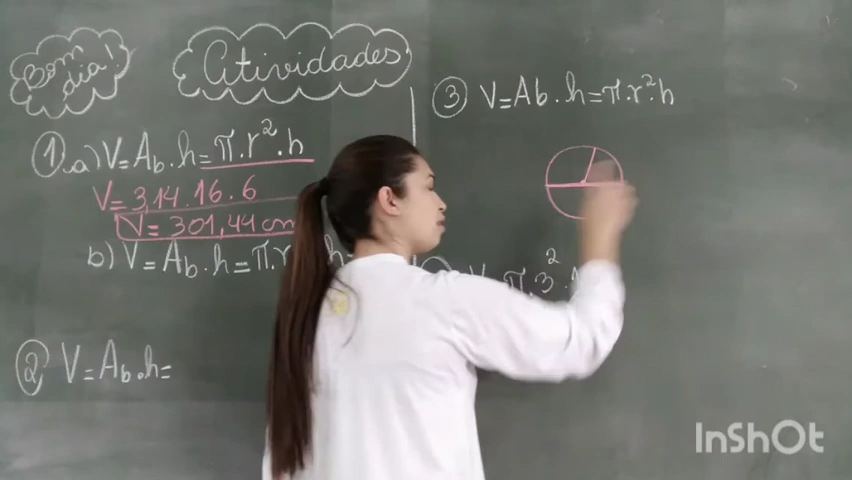 Bom
dia!
Atividades
1 .a) V=Ab.h=π.r².h
V=3,14.16.6
V=301,44 cm
b) V=Ab.h=π.r
h
2 V=Ab.h=
3 V=Ab.h=π.r².h
V π.3²
InShOt